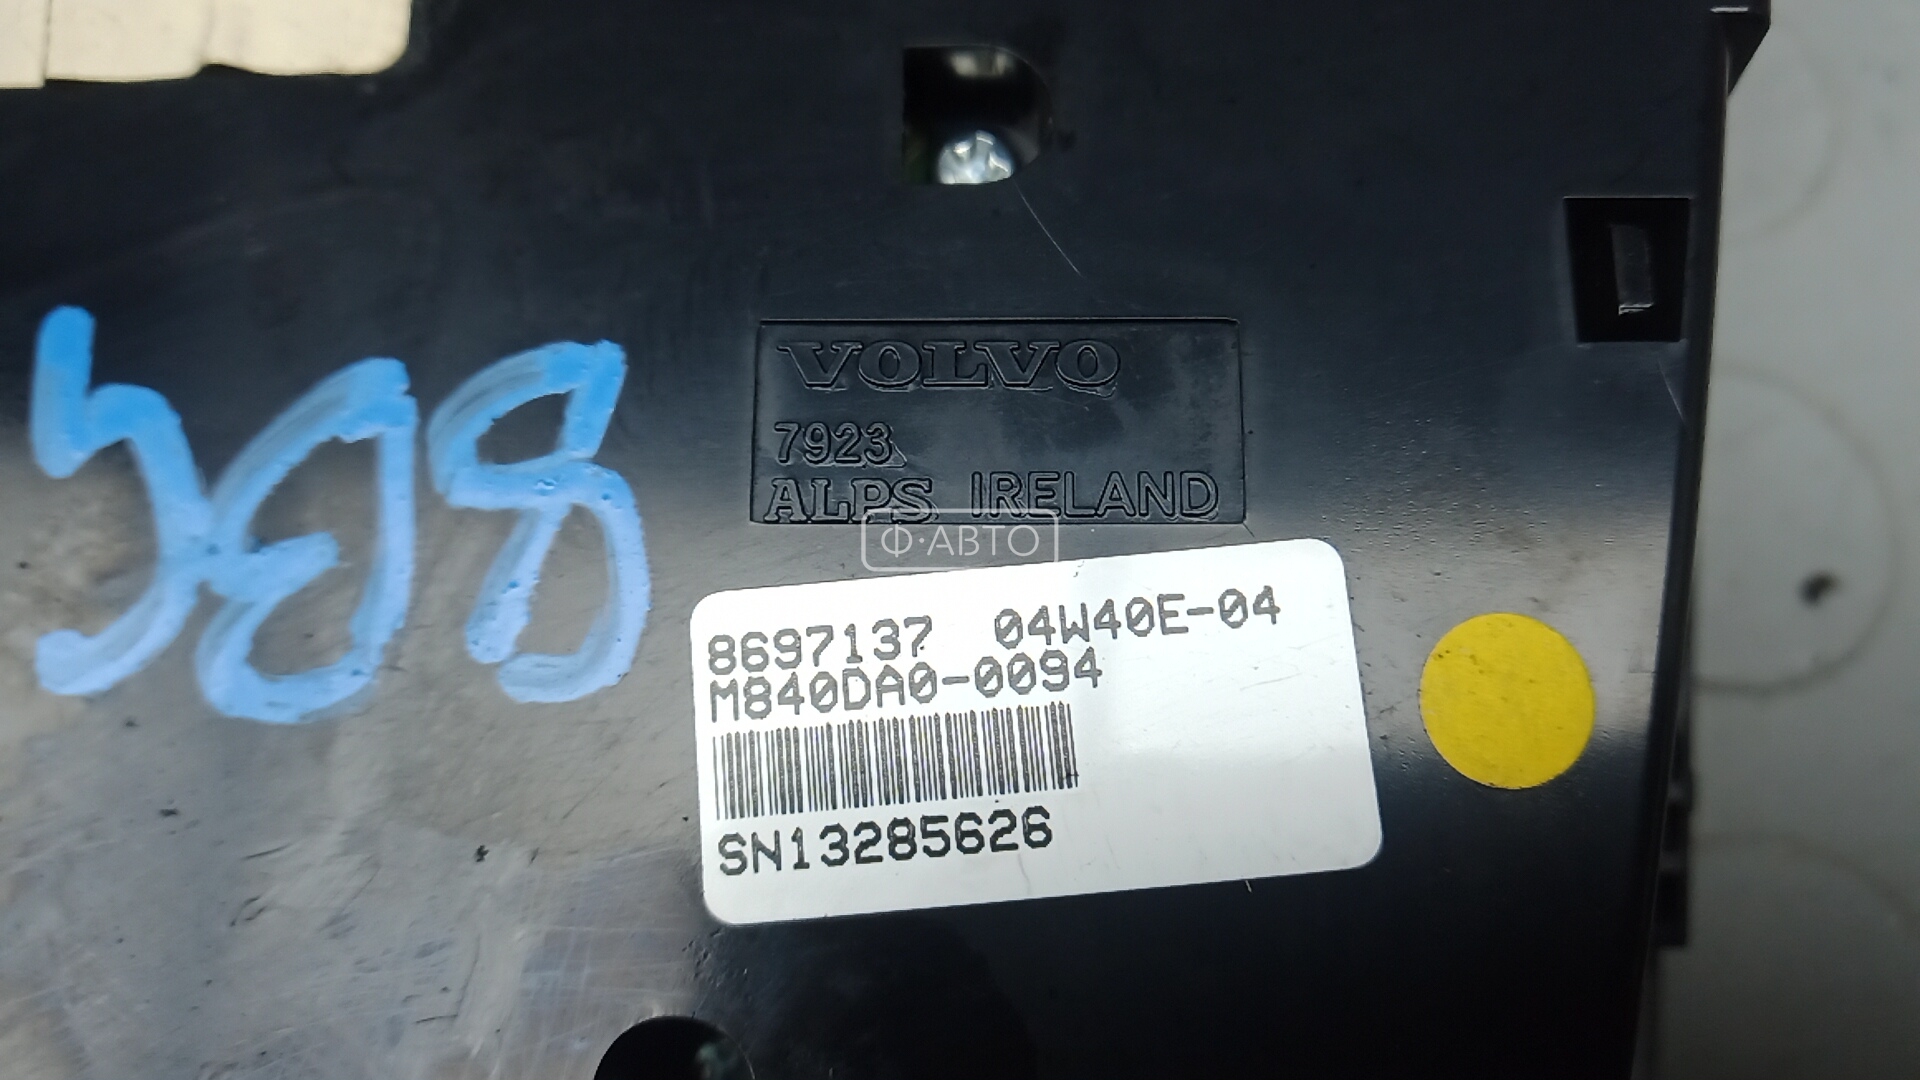 VOLVO
7923
ALPS IRELAND
Ф·АВТО
8697137 04W40E-04
M840DA0-0094
SN13285626